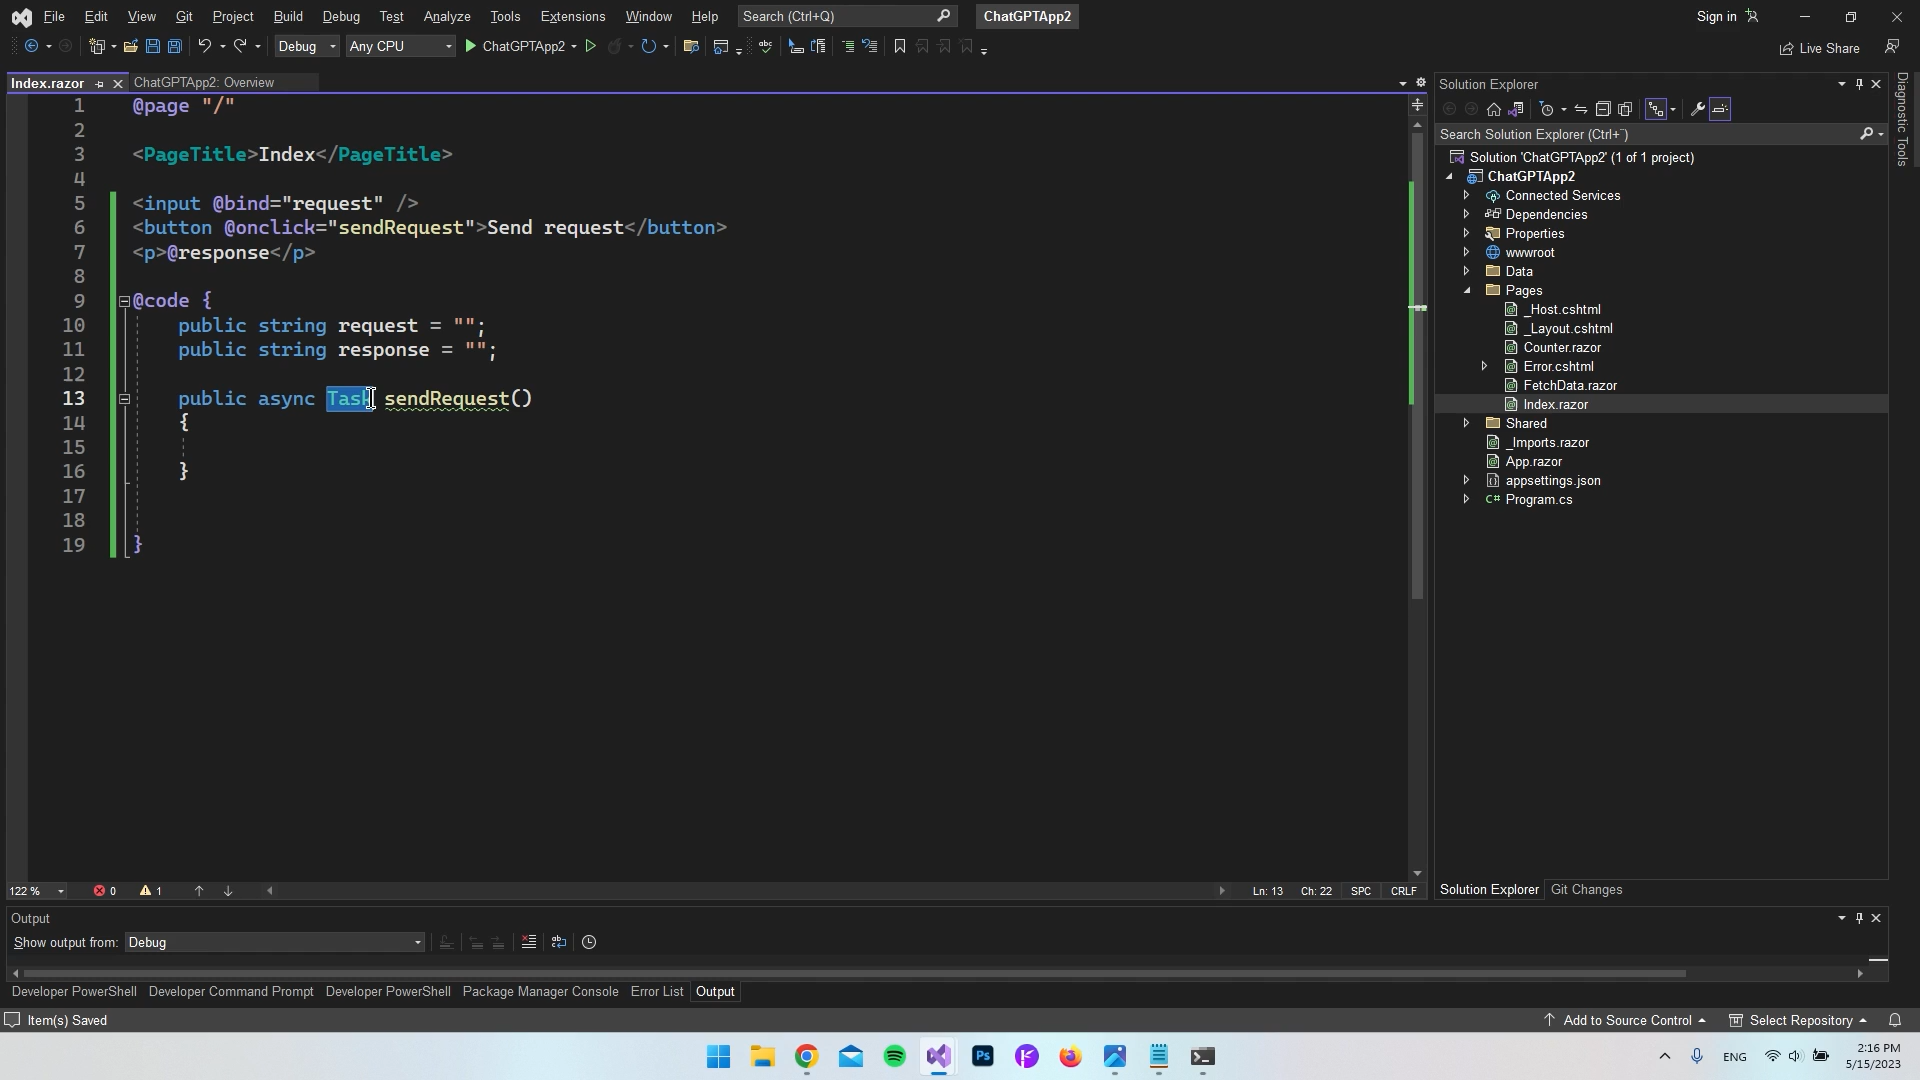 File Edit View Git Project Build Debug Test Analyze Tools Extensions Window Help Search (Ctrl+Q) ChatGPTApp2 Sign in
Debug Any CPU ChatGPTApp2 Live Share
Index.razor ChatGPTApp2: Overview
1 @page "/"
2
3 <PageTitle>Index</PageTitle>
4
5 <input @bind="request" />
6 <button @onclick="sendRequest">Send request</button>
7 <p>@response</p>
8
9 @code {
10 public string request = "";
11 public string response = "";
12
13 public async Task sendRequest()
14 {
15
16 }
17
18
19 }
122 % 0 1 Ln: 13 Ch: 22 SPC CRLF
Solution Explorer
Search Solution Explorer (Ctrl+¨)
Solution 'ChatGPTApp2' (1 of 1 project)
ChatGPTApp2
Connected Services
Dependencies
Properties
wwwroot
Data
Pages
_Host.cshtml
_Layout.cshtml
Counter.razor
Error.cshtml
FetchData.razor
Index.razor
Shared
_Imports.razor
App.razor
appsettings.json
C# Program.cs
Solution Explorer Git Changes
Diagnostic Tools
Output
Show output from: Debug
Developer PowerShell Developer Command Prompt Developer PowerShell Package Manager Console Error List Output
Item(s) Saved Add to Source Control Select Repository
Ps ENG 2:16 PM
5/15/2023